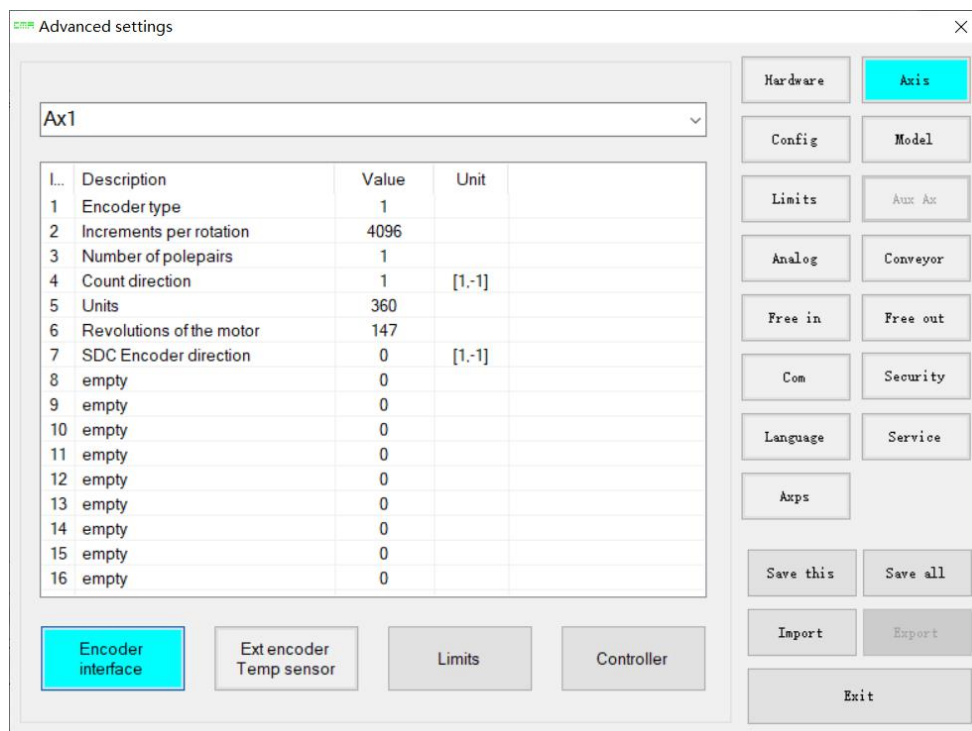 CMA Advanced settings
Ax1
I... Description Value Unit
1 Encoder type 1
2 Increments per rotation 4096
3 Number of polepairs 1
4 Count direction 1 [1,-1]
5 Units 360
6 Revolutions of the motor 147
7 SDC Encoder direction 0 [1,-1]
8 empty 0
9 empty 0
10 empty 0
11 empty 0
12 empty 0
13 empty 0
14 empty 0
15 empty 0
16 empty 0
Encoder
interface
Ext encoder
Temp sensor
Limits
Controller
Hardware Axis
Config Model
Limits Aux Ax
Analog Conveyor
Free in Free out
Com Security
Language Service
Axps
Save this Save all
Import Export
Exit